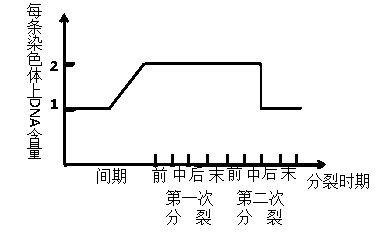 每条染色体上DNA含量
2
1
间期
前 中 后 末 前 中 后 末
分裂时期
第一次 第二次
分 裂 分 裂